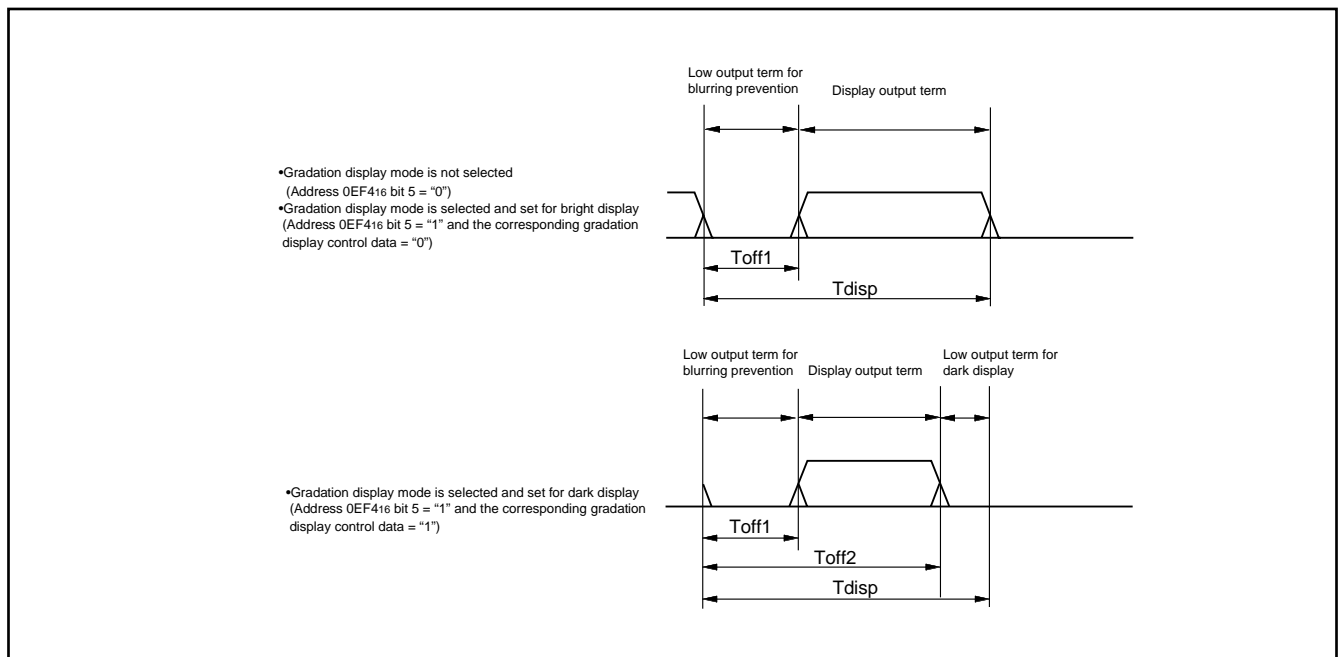 Low output term for
blurring prevention
Display output term
•Gradation display mode is not selected
(Address 0EF416 bit 5 = “0”)
•Gradation display mode is selected and set for bright display
(Address 0EF416 bit 5 = “1” and the corresponding gradation
display control data = “0”)
Toff1
Tdisp
Low output term for
blurring prevention
Display output term
Low output term for
dark display
•Gradation display mode is selected and set for dark display
(Address 0EF416 bit 5 = “1” and the corresponding gradation
display control data = “1”)
Toff1
Toff2
Tdisp